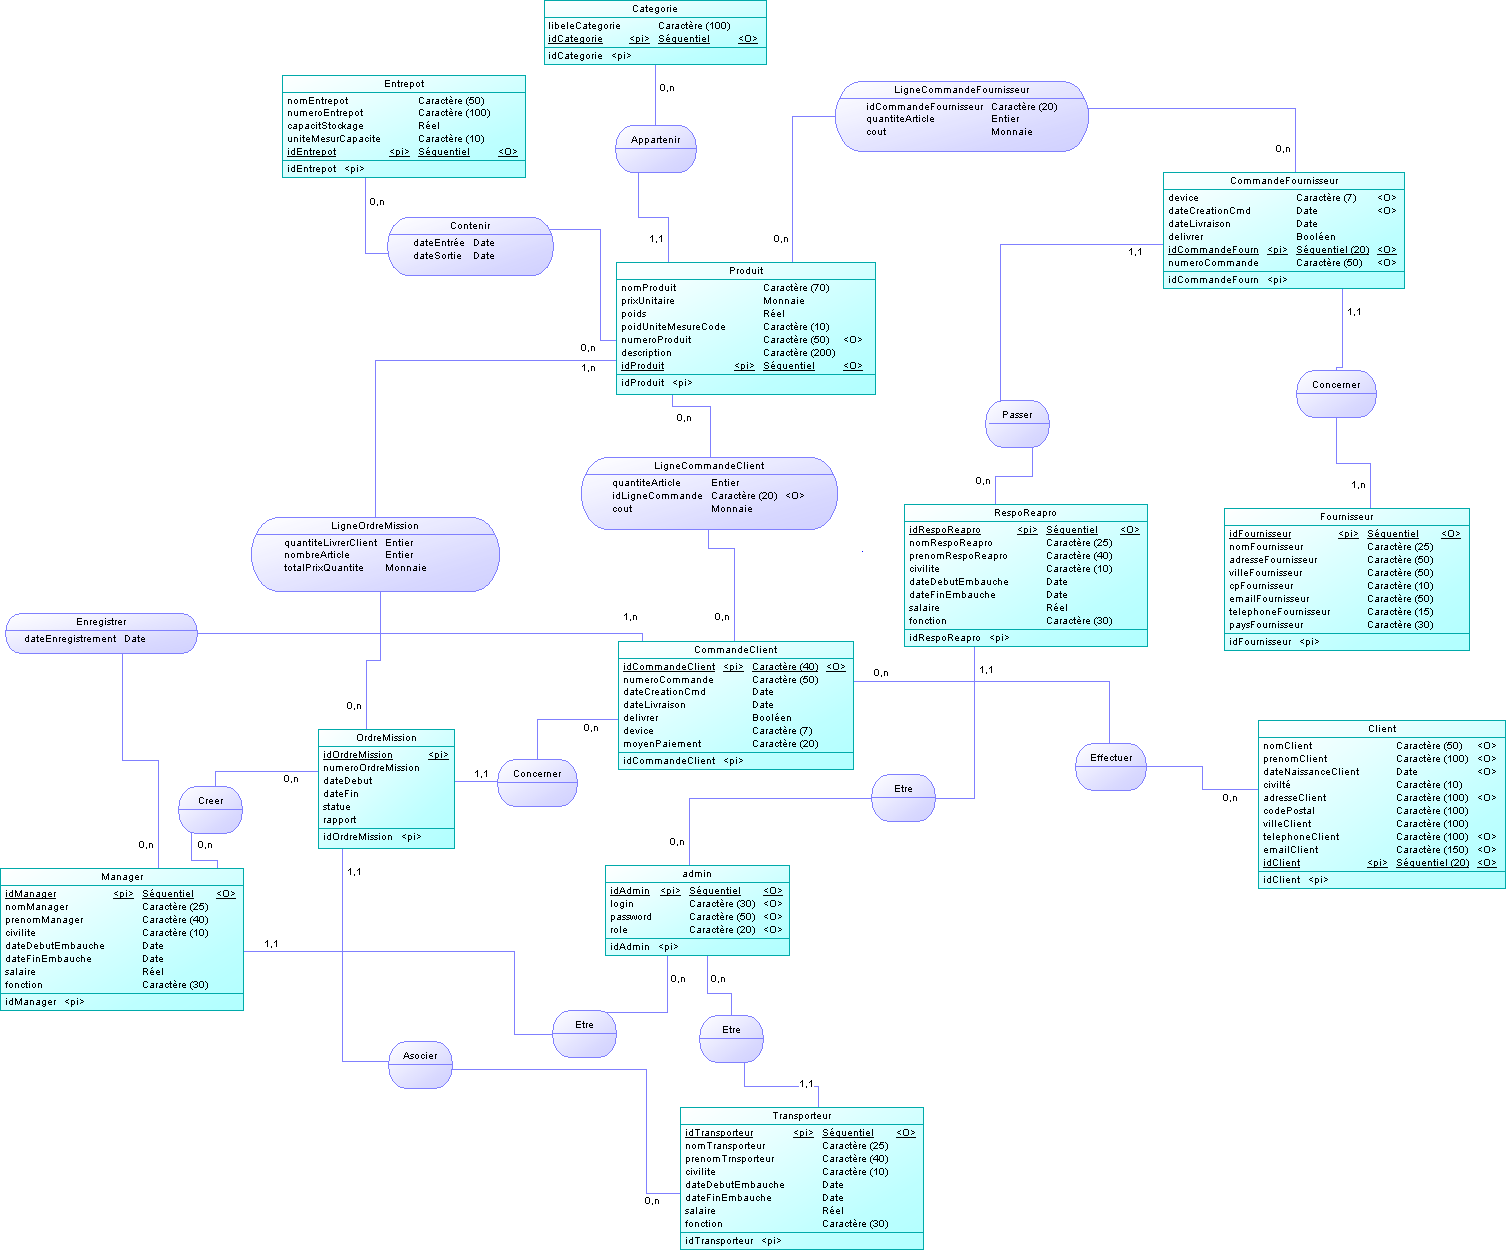 Categorie
libeleCategorie Caractère (100)
idCategorie <pi> Séquentiel <O>
idCategorie <pi>
0,n
Appartenir
1,1
Entrepot
nomEntrepot Caractère (50)
numeroEntrepot Caractère (100)
capacitStockage Réel
uniteMesurCapacite Caractère (10)
idEntrepot <pi> Séquentiel <O>
idEntrepot <pi>
0,n
Contenir
dateEntrée Date
dateSortie Date
0,n
LigneCommandeFournisseur
idCommandeFournisseur Caractère (20)
quantiteArticle Entier
cout Monnaie
0,n
0,n
CommandeFournisseur
device Caractère (7) <O>
dateCreationCmd Date <O>
dateLivraison Date
delivrer Booléen
idCommandeFourn <pi> Séquentiel (20) <O>
numeroCommande Caractère (50) <O>
idCommandeFourn <pi>
1,1
1,1
Produit
nomProduit Caractère (70)
prixUnitaire Monnaie
poids Réel
poidUniteMesureCode Caractère (10)
numeroProduit Caractère (50) <O>
description Caractère (200)
idProduit <pi> Séquentiel <O>
idProduit <pi>
1,n
0,n
Passer
0,n
Concerner
1,n
LigneCommandeClient
quantiteArticle Entier
idLigneCommande Caractère (20) <O>
cout Monnaie
0,n
LigneOrdreMission
quantiteLivrerClient Entier
nombreArticle Entier
totalPrixQuantite Monnaie
0,n
RespoReapro
idRespoReapro <pi> Séquentiel <O>
nomRespoReapro Caractère (25)
prenomRespoReapro Caractère (40)
civilite Caractère (10)
dateDebutEmbauche Date
dateFinEmbauche Date
salaire Réel
fonction Caractère (30)
idRespoReapro <pi>
1,1
Fournisseur
idFournisseur <pi> Séquentiel <O>
nomFournisseur Caractère (25)
adresseFournisseur Caractère (50)
villeFournisseur Caractère (50)
cpFournisseur Caractère (10)
emailFournisseur Caractère (50)
telephoneFournisseur Caractère (15)
paysFournisseur Caractère (30)
idFournisseur <pi>
Enregistrer
dateEnregistrement Date
1,n
0,n
CommandeClient
idCommandeClient <pi> Caractère (40) <O>
numeroCommande Caractère (50)
dateCreationCmd Date
dateLivraison Date
delivrer Booléen
device Caractère (7)
moyenPaiement Caractère (20)
idCommandeClient <pi>
0,n
0,n
Effectuer
0,n
Client
nomClient Caractère (50) <O>
prenomClient Caractère (100) <O>
dateNaissanceClient Date <O>
civilté Caractère (10)
adresseClient Caractère (100) <O>
codePostal Caractère (100)
villeClient Caractère (100)
telephoneClient Caractère (100) <O>
emailClient Caractère (150) <O>
idClient <pi> Séquentiel (20) <O>
idClient <pi>
OrdreMission
idOrdreMission <pi>
numeroOrdreMission
dateDebut
dateFin
statue
rapport
idOrdreMission <pi>
1,1
Concerner
0,n
Creer
0,n
1,1
Etre
0,n
Manager
idManager <pi> Séquentiel <O>
nomManager Caractère (25)
prenomManager Caractère (40)
civilite Caractère (10)
dateDebutEmbauche Date
dateFinEmbauche Date
salaire Réel
fonction Caractère (30)
idManager <pi>
1,1
admin
idAdmin <pi> Séquentiel <O>
login Caractère (30) <O>
password Caractère (50) <O>
role Caractère (20) <O>
idAdmin <pi>
0,n
0,n
Etre
Etre
Asocier
1,1
0,n
Transporteur
idTransporteur <pi> Séquentiel <O>
nomTransporteur Caractère (25)
prenomTrnsporteur Caractère (40)
civilite Caractère (10)
dateDebutEmbauche Date
dateFinEmbauche Date
salaire Réel
fonction Caractère (30)
idTransporteur <pi>
0,n